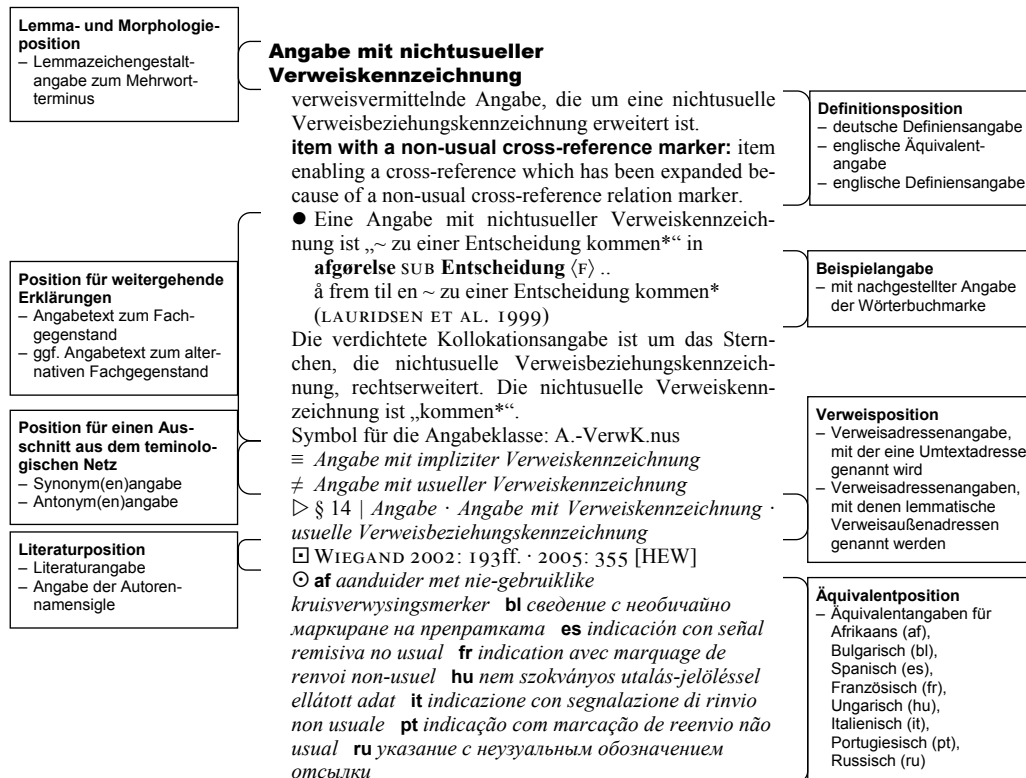 Lemma- und Morphologie-
position
– Lemmazeichengestalt-
angabe zum Mehrwort-
terminus
Position für weitergehende
Erklärungen
– Angabetext zum Fach-
gegenstand
– ggf. Angabetext zum alter-
nativen Fachgegenstand
Position für einen Aus-
schnitt aus dem teminolo-
gischen Netz
– Synonym(en)angabe
– Antonym(en)angabe
Literaturposition
– Literaturangabe
– Angabe der Autoren-
namensigle
Angabe mit nichtusueller
Verweiskennzeichnung
verweisvermittelnde Angabe, die um eine nichtusuelle
Verweisbeziehungskennzeichnung erweitert ist.
item with a non-usual cross-reference marker: item
enabling a cross-reference which has been expanded be-
cause of a non-usual cross-reference relation marker.
● Eine Angabe mit nichtusueller Verweiskennzeich-
nung ist „~ zu einer Entscheidung kommen*“ in
afgørelse SUB Entscheidung ⟨F⟩ ..
å frem til en ~ zu einer Entscheidung kommen*
(LAURIDSEN ET AL. 1999)
Die verdichtete Kollokationsangabe ist um das Stern-
chen, die nichtusuelle Verweisbeziehungskennzeich-
nung, rechtserweitert. Die nichtusuelle Verweiskenn-
zeichnung ist „kommen*“.
Symbol für die Angabeklasse: A.-VerwK.nus
≡ Angabe mit impliziter Verweiskennzeichnung
≠ Angabe mit usueller Verweiskennzeichnung
▷ § 14 | Angabe · Angabe mit Verweiskennzeichnung ·
usuelle Verweisbeziehungskennzeichnung
⊡ WIEGAND 2002: 193ff. · 2005: 355 [HEW]
⊙ af aanduider met nie-gebruiklike
kruisverwysingsmerker bl сведение с необичайно
маркиране на препратката es indicación con señal
remisiva no usual fr indication avec marquage de
renvoi non-usuel hu nem szokványos utalás-jelöléssel
ellátott adat it indicazione con segnalazione di rinvio
non usuale pt indicação com marcação de reenvio não
usual ru указание с неузуальным обозначением
отсылки
Definitionsposition
– deutsche Definiensangabe
– englische Äquivalent-
angabe
– englische Definiensangabe
Beispielangabe
– mit nachgestellter Angabe
der Wörterbuchmarke
Verweisposition
– Verweisadressenangabe,
mit der eine Umtextadresse
genannt wird
– Verweisadressenangaben,
mit denen lemmatische
Verweisaußenadressen
genannt werden
Äquivalentposition
– Äquivalentangaben für
Afrikaans (af),
Bulgarisch (bl),
Spanisch (es),
Französisch (fr),
Ungarisch (hu),
Italienisch (it),
Portugiesisch (pt),
Russisch (ru)